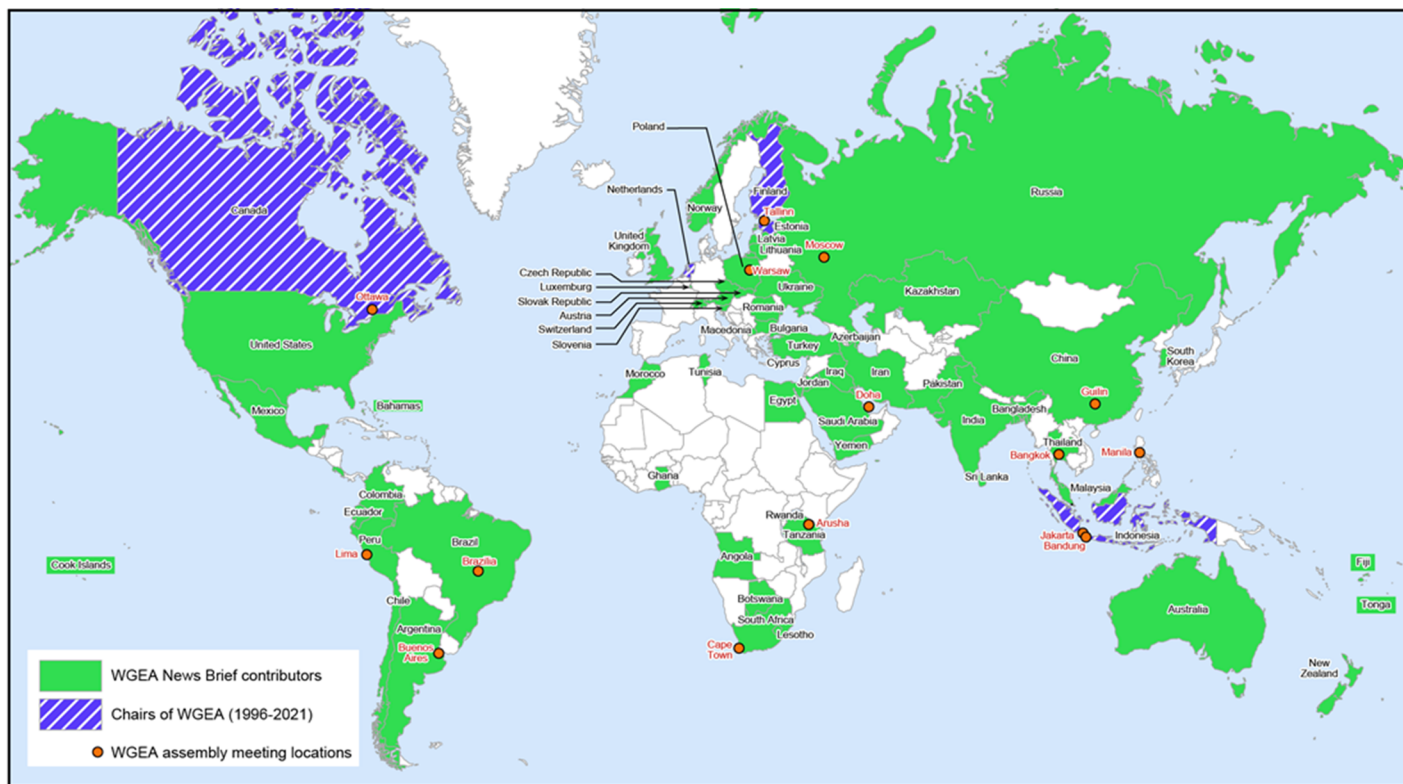 Poland
Netherlands
Canada
Finland
Norway
Tallinn
Estonia
Russia
United
Kingdom
Latvia
Lithuania
Moscow
Czech Republic
Warsaw
Luxemburg
Ukraine
Kazakhstan
Ottawa
Slovak Republic
Austria
Romania
Switzerland
Macedonia
Bulgaria
Azerbaijan
Slovenia
United States
Turkey
South
Korea
China
Cyprus
Morocco
Tunisia
Iraq
Iran
Jordan
Pakistan
Mexico
Bahamas
Egypt
Doha
Guilin
Bangladesh
Saudi Arabia
India
Yemen
Thailand
Bangkok
Manila
Ghana
Sri Lanka
Malaysia
Colombia
Ecuador
Rwanda
Arusha
Tanzania
Peru
Brazil
Jakarta
Bandung
Indonesia
Lima
Brazilia
Angola
Cook Islands
Fiji
Chile
Botswana
Tonga
Australia
South Africa
Argentina
Lesotho
Buenos
Aires
Cape
Town
New
Zealand
WGEA News Brief contributors
Chairs of WGEA (1996-2021)
WGEA assembly meeting locations